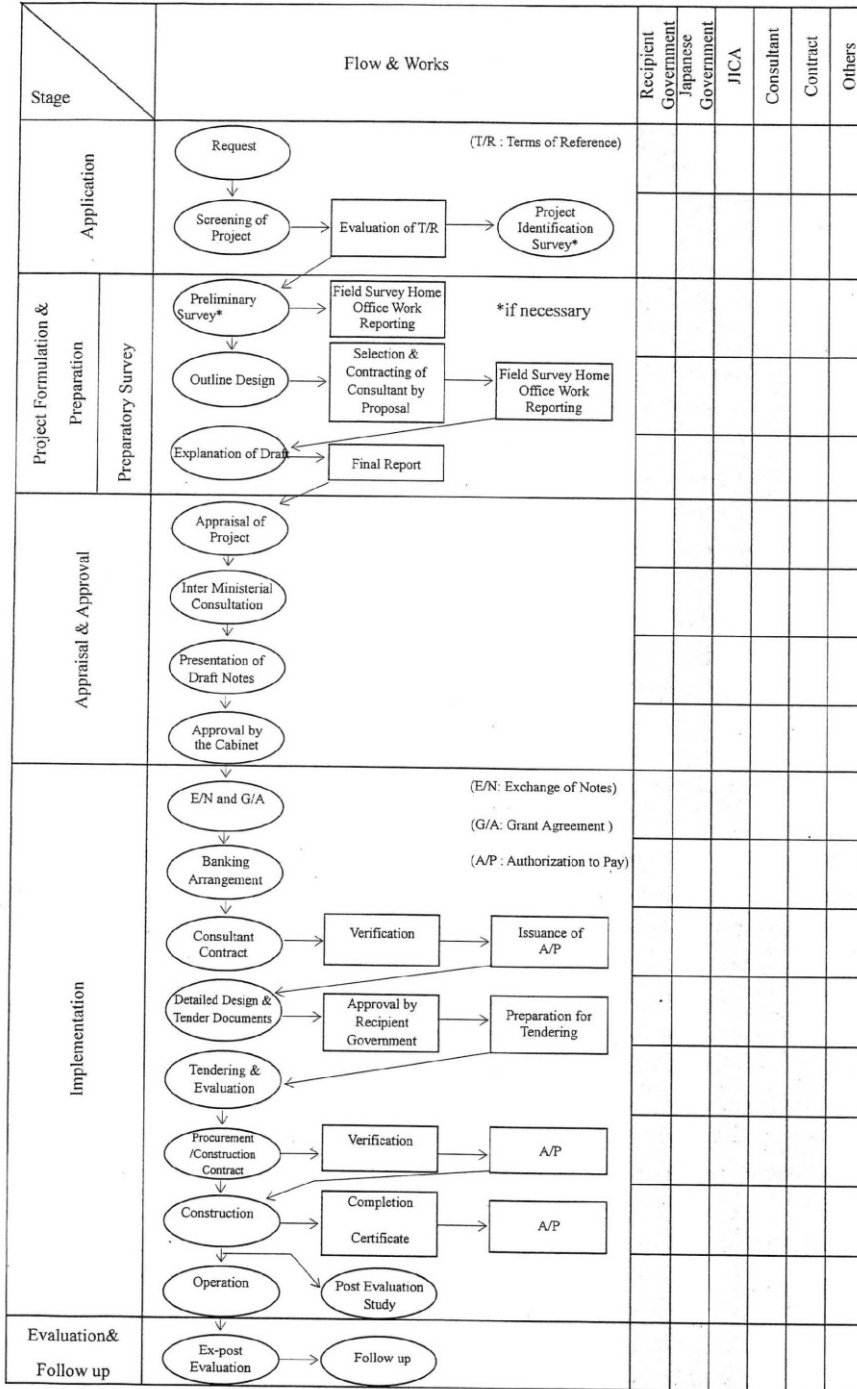 Stage
Flow & Works
Recipient
Government
Japanese
Government
JICA
Consultant
Contract
Others
Application
Request
(T/R : Terms of Reference)
Screening of
Project
Evaluation of T/R
Project
Identification
Survey*
Project Formulation &
Preparation
Preparatory Survey
Preliminary
Survey*
Field Survey Home
Office Work
Reporting
*if necessary
Outline Design
Selection &
Contracting of
Consultant by
Proposal
Field Survey Home
Office Work
Reporting
Explanation of Draft
Final Report
Appraisal & Approval
Appraisal of
Project
Inter Ministerial
Consultation
Presentation of
Draft Notes
Approval by
the Cabinet
Implementation
E/N and G/A
(E/N: Exchange of Notes)
(G/A: Grant Agreement )
(A/P : Authorization to Pay)
Banking
Arrangement
Consultant
Contract
Verification
Issuance of
A/P
Detailed Design &
Tender Documents
Approval by
Recipient
Government
Preparation for
Tendering
Tendering &
Evaluation
Procurement
/Construction
Contract
Verification
A/P
Construction
Completion
Certificate
A/P
Operation
Post Evaluation
Study
Evaluation&
Follow up
Ex-post
Evaluation
Follow up